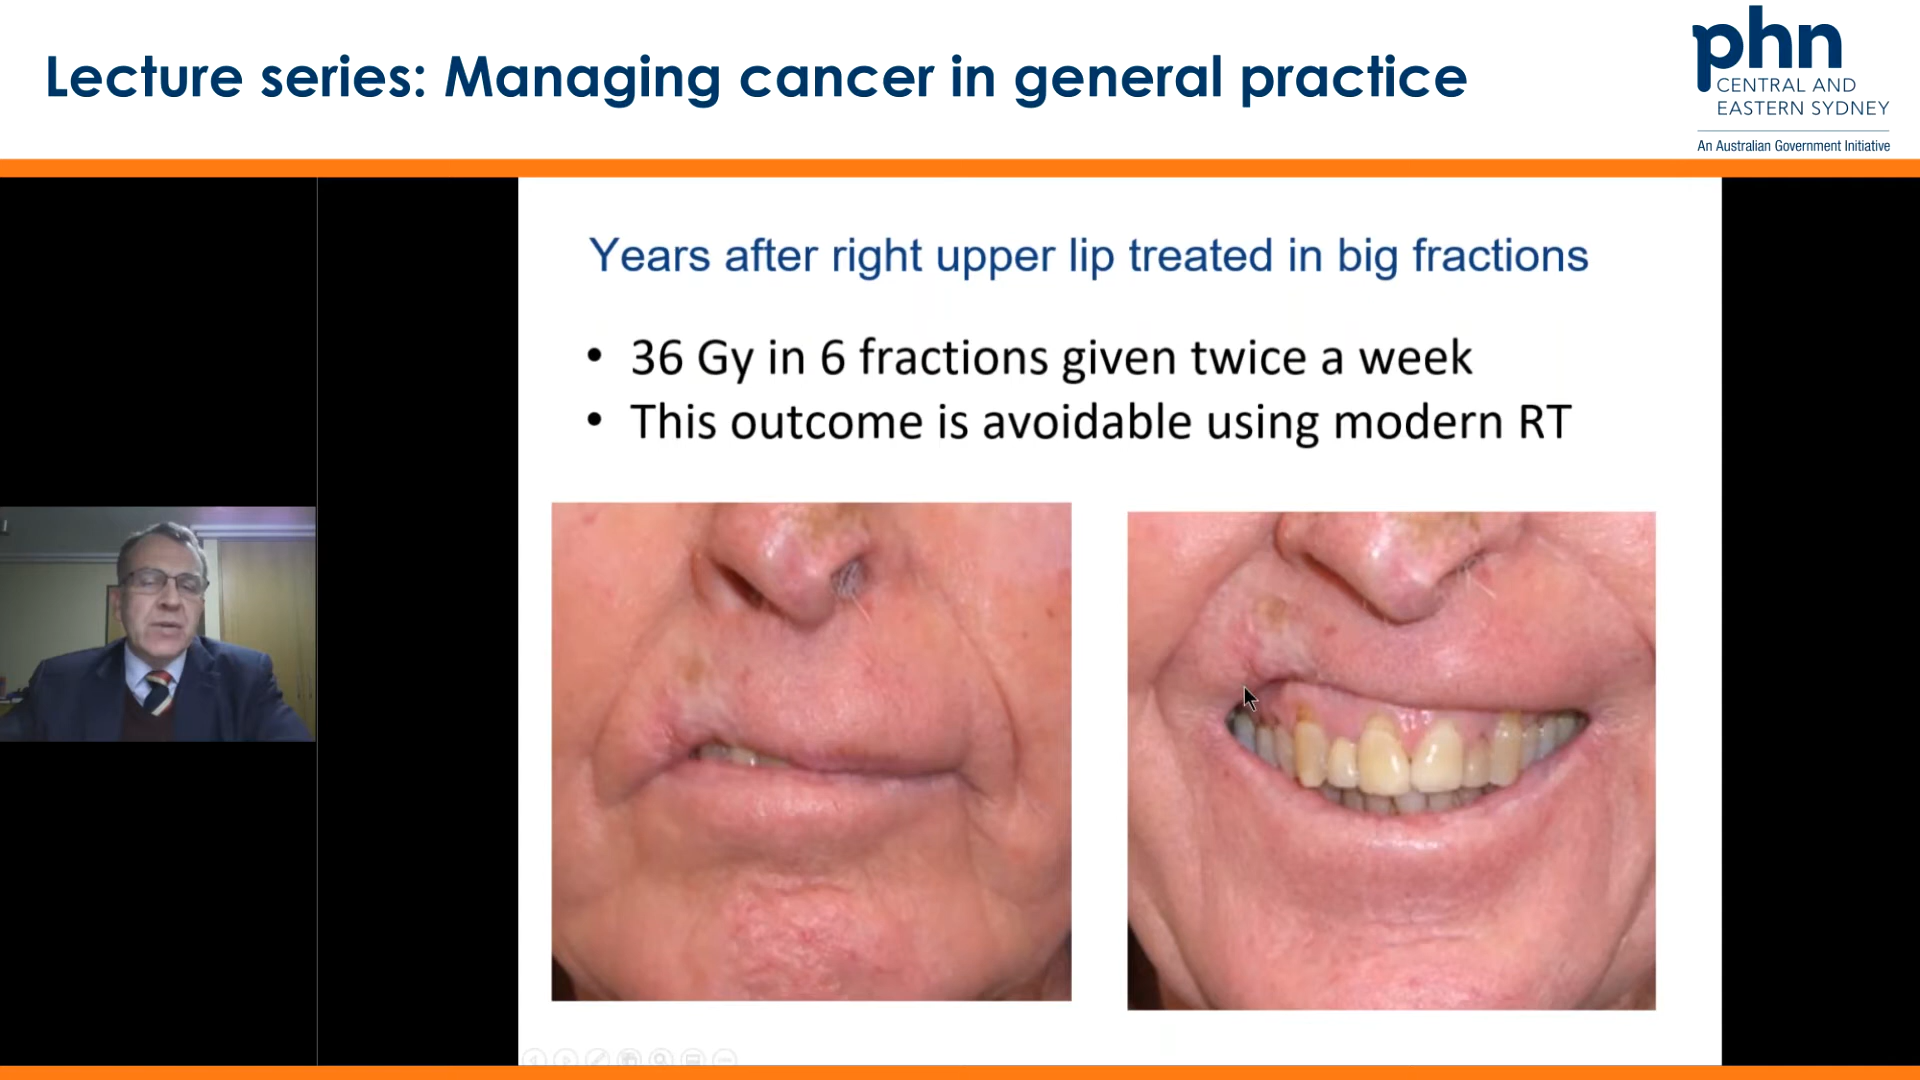 Lecture series: Managing cancer in general practice
phn
CENTRAL AND
EASTERN SYDNEY
An Australian Government Initiative
Years after right upper lip treated in big fractions
• 36 Gy in 6 fractions given twice a week
• This outcome is avoidable using modern RT